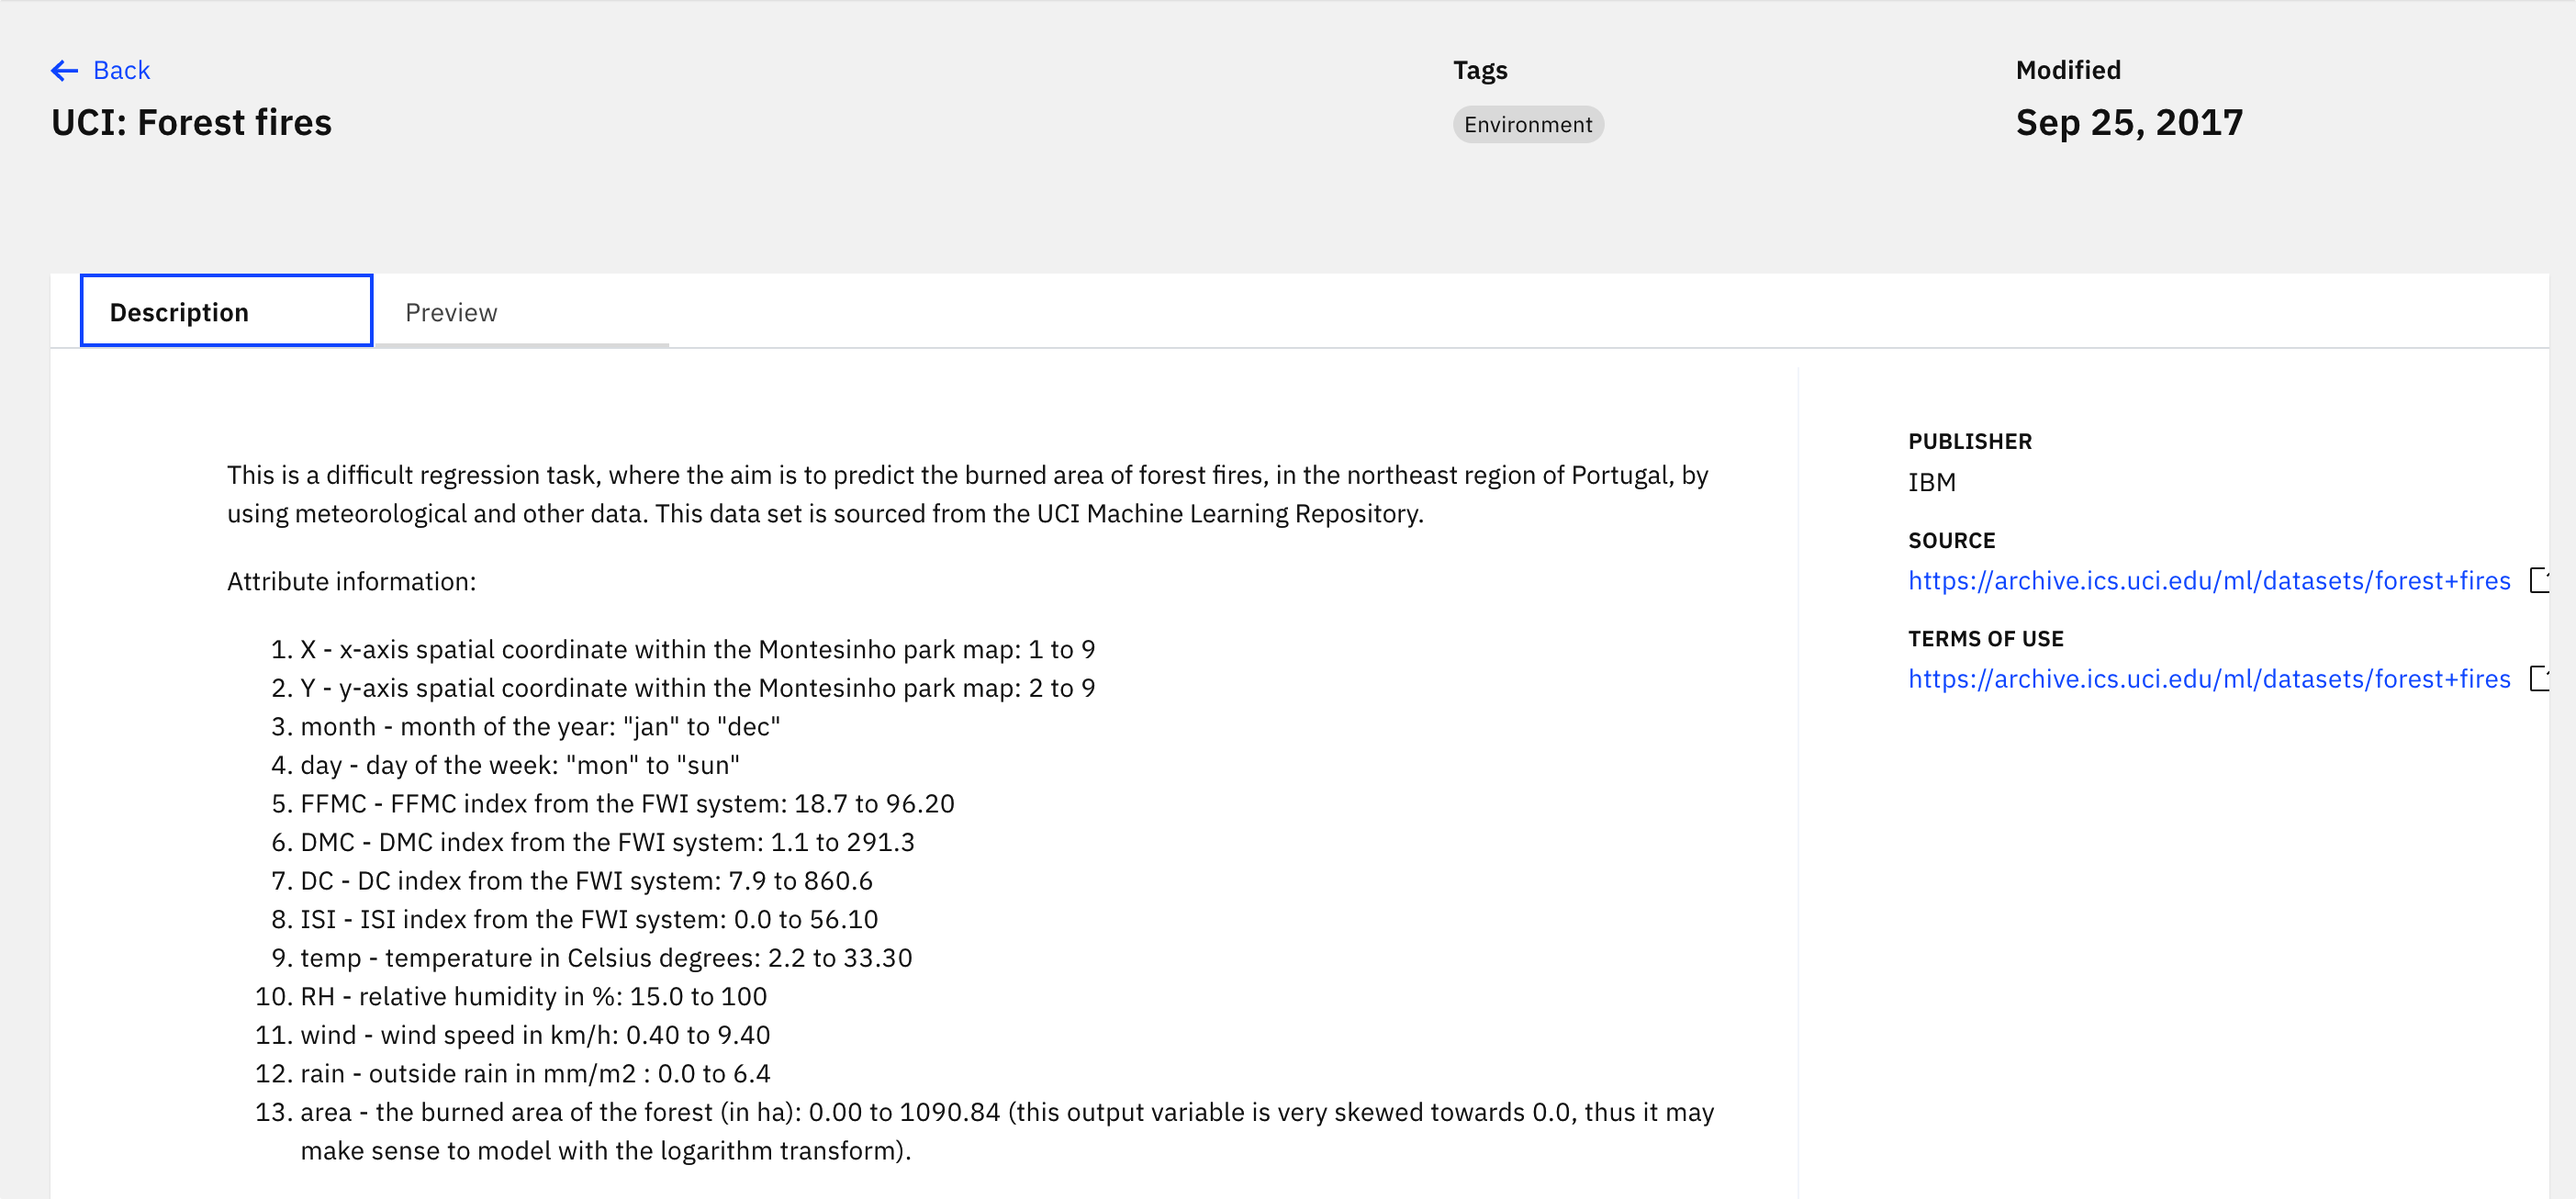 Back
UCI: Forest fires
Tags
Environment
Modified
Sep 25, 2017
Description
Preview
This is a difficult regression task, where the aim is to predict the burned area of forest fires, in the northeast region of Portugal, by
using meteorological and other data. This data set is sourced from the UCI Machine Learning Repository.
Attribute information:
1. X - x-axis spatial coordinate within the Montesinho park map: 1 to 9
2. Y - y-axis spatial coordinate within the Montesinho park map: 2 to 9
3. month - month of the year: "jan" to "dec"
4. day - day of the week: "mon" to "sun"
5. FFMC - FFMC index from the FWI system: 18.7 to 96.20
6. DMC - DMC index from the FWI system: 1.1 to 291.3
7. DC - DC index from the FWI system: 7.9 to 860.6
8. ISI - ISI index from the FWI system: 0.0 to 56.10
9. temp - temperature in Celsius degrees: 2.2 to 33.30
10. RH - relative humidity in %: 15.0 to 100
11. wind - wind speed in km/h: 0.40 to 9.40
12. rain - outside rain in mm/m2 : 0.0 to 6.4
13. area - the burned area of the forest (in ha): 0.00 to 1090.84 (this output variable is very skewed towards 0.0, thus it may
make sense to model with the logarithm transform).
PUBLISHER
IBM
SOURCE
https://archive.ics.uci.edu/ml/datasets/forest+fires
TERMS OF USE
https://archive.ics.uci.edu/ml/datasets/forest+fires